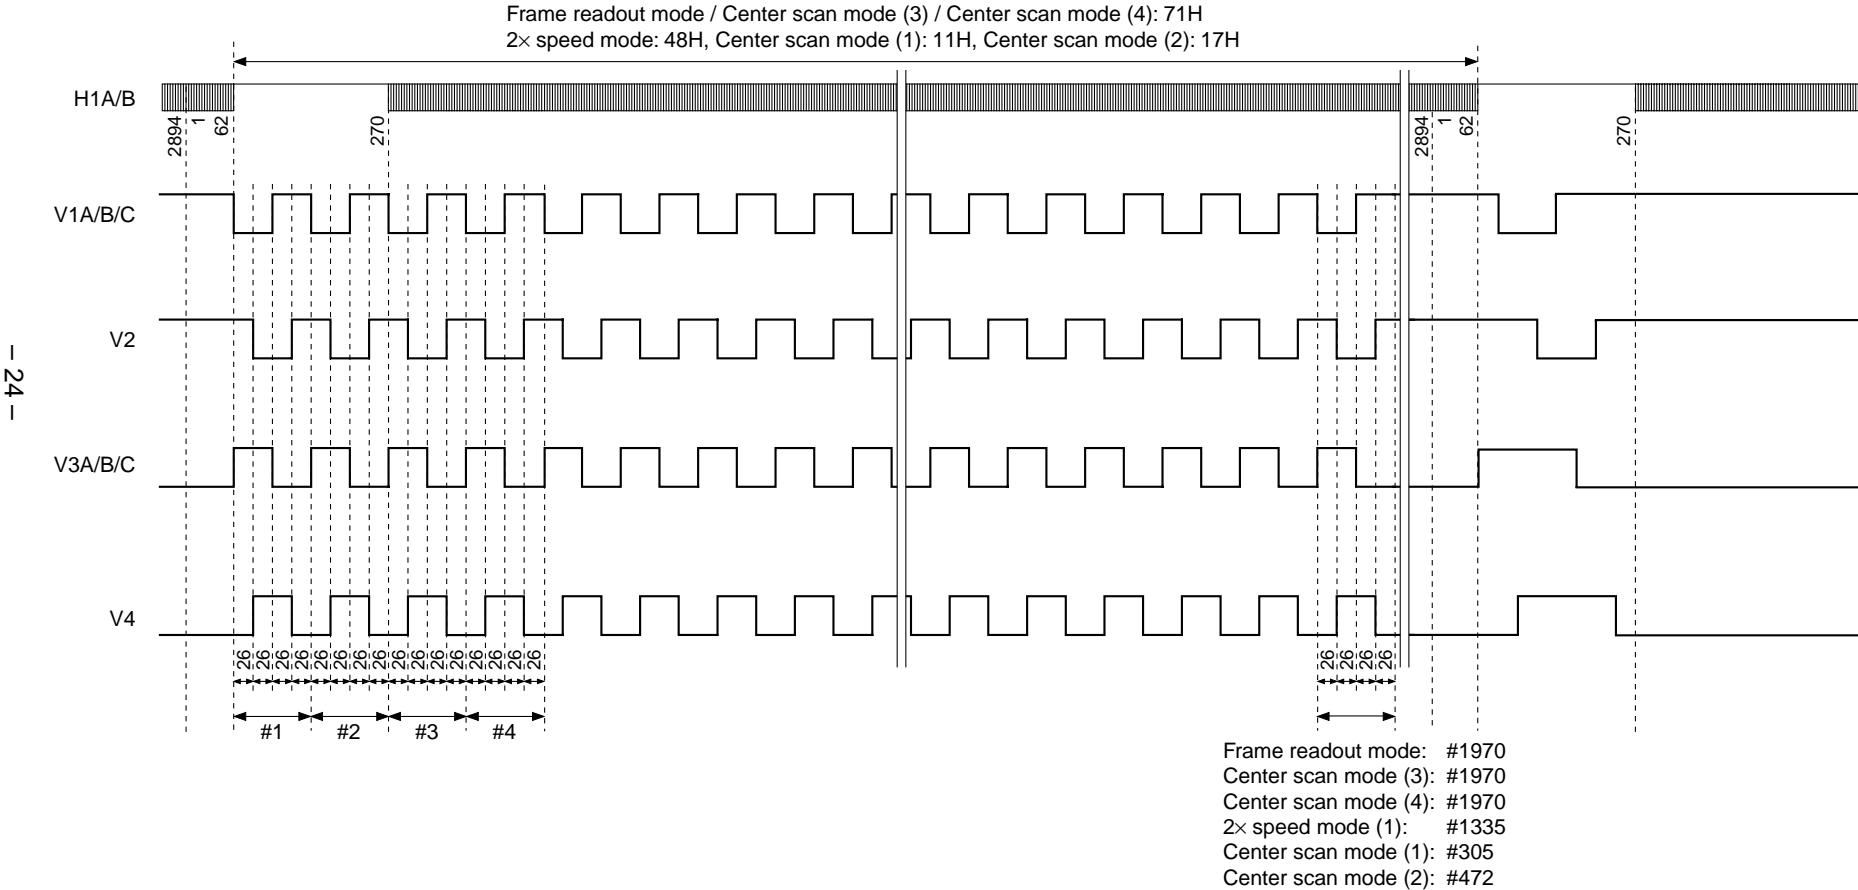 Frame readout mode / Center scan mode (3) / Center scan mode (4): 71H
2× speed mode: 48H, Center scan mode (1): 11H, Center scan mode (2): 17H
H1A/B
2894
1
62
270
2894
1
62
270
V1A/B/C
V2
– 24 –
V3A/B/C
V4
26 26 26 26 26 26 26 26 26 26 26 26 26 26 26 26
26 26 26 26
#1 #2 #3 #4
Frame readout mode: #1970
Center scan mode (3): #1970
Center scan mode (4): #1970
2× speed mode (1): #1335
Center scan mode (1): #305
Center scan mode (2): #472